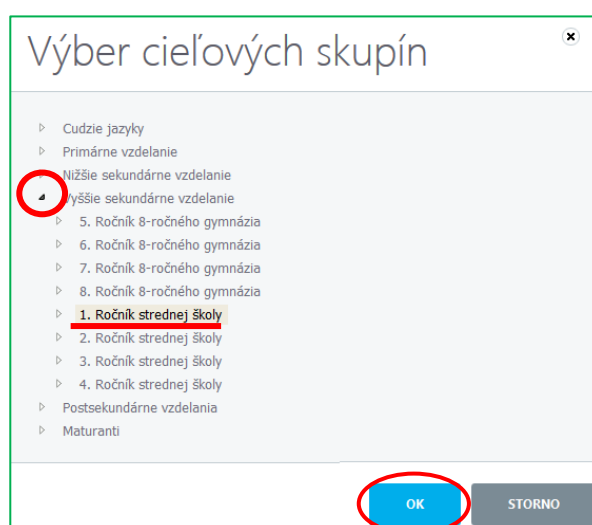 Výber cieľových skupín
Cudzie jazyky
Primárne vzdelanie
Nižšie sekundárne vzdelanie
Vyššie sekundárne vzdelanie
5. Ročník 8-ročného gymnázia
6. Ročník 8-ročného gymnázia
7. Ročník 8-ročného gymnázia
8. Ročník 8-ročného gymnázia
1. Ročník strednej školy
2. Ročník strednej školy
3. Ročník strednej školy
4. Ročník strednej školy
Postsekundárne vzdelania
Maturanti
OK STORNO